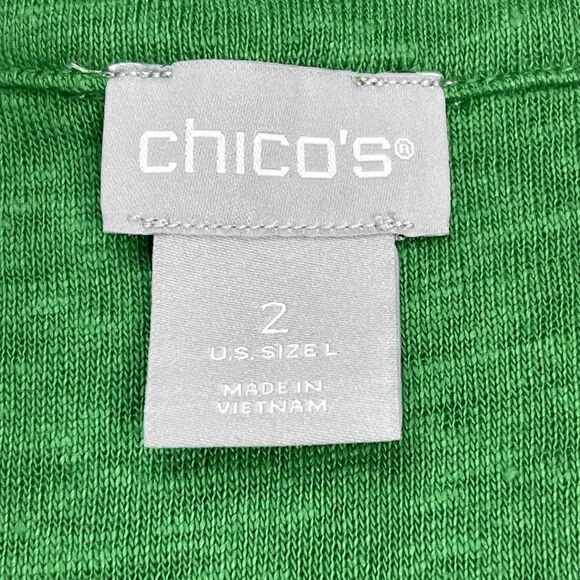 chico's®
2
U.S. SIZE L
MADE IN
VIETNAM